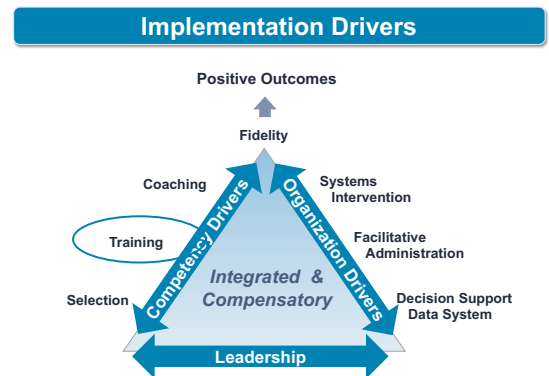 Implementation Drivers
Positive Outcomes
Fidelity
Coaching
Training
Selection
Competency Drivers
Organization Drivers
Systems
Intervention
Facilitative
Administration
Decision Support
Data System
Integrated &
Compensatory
Leadership